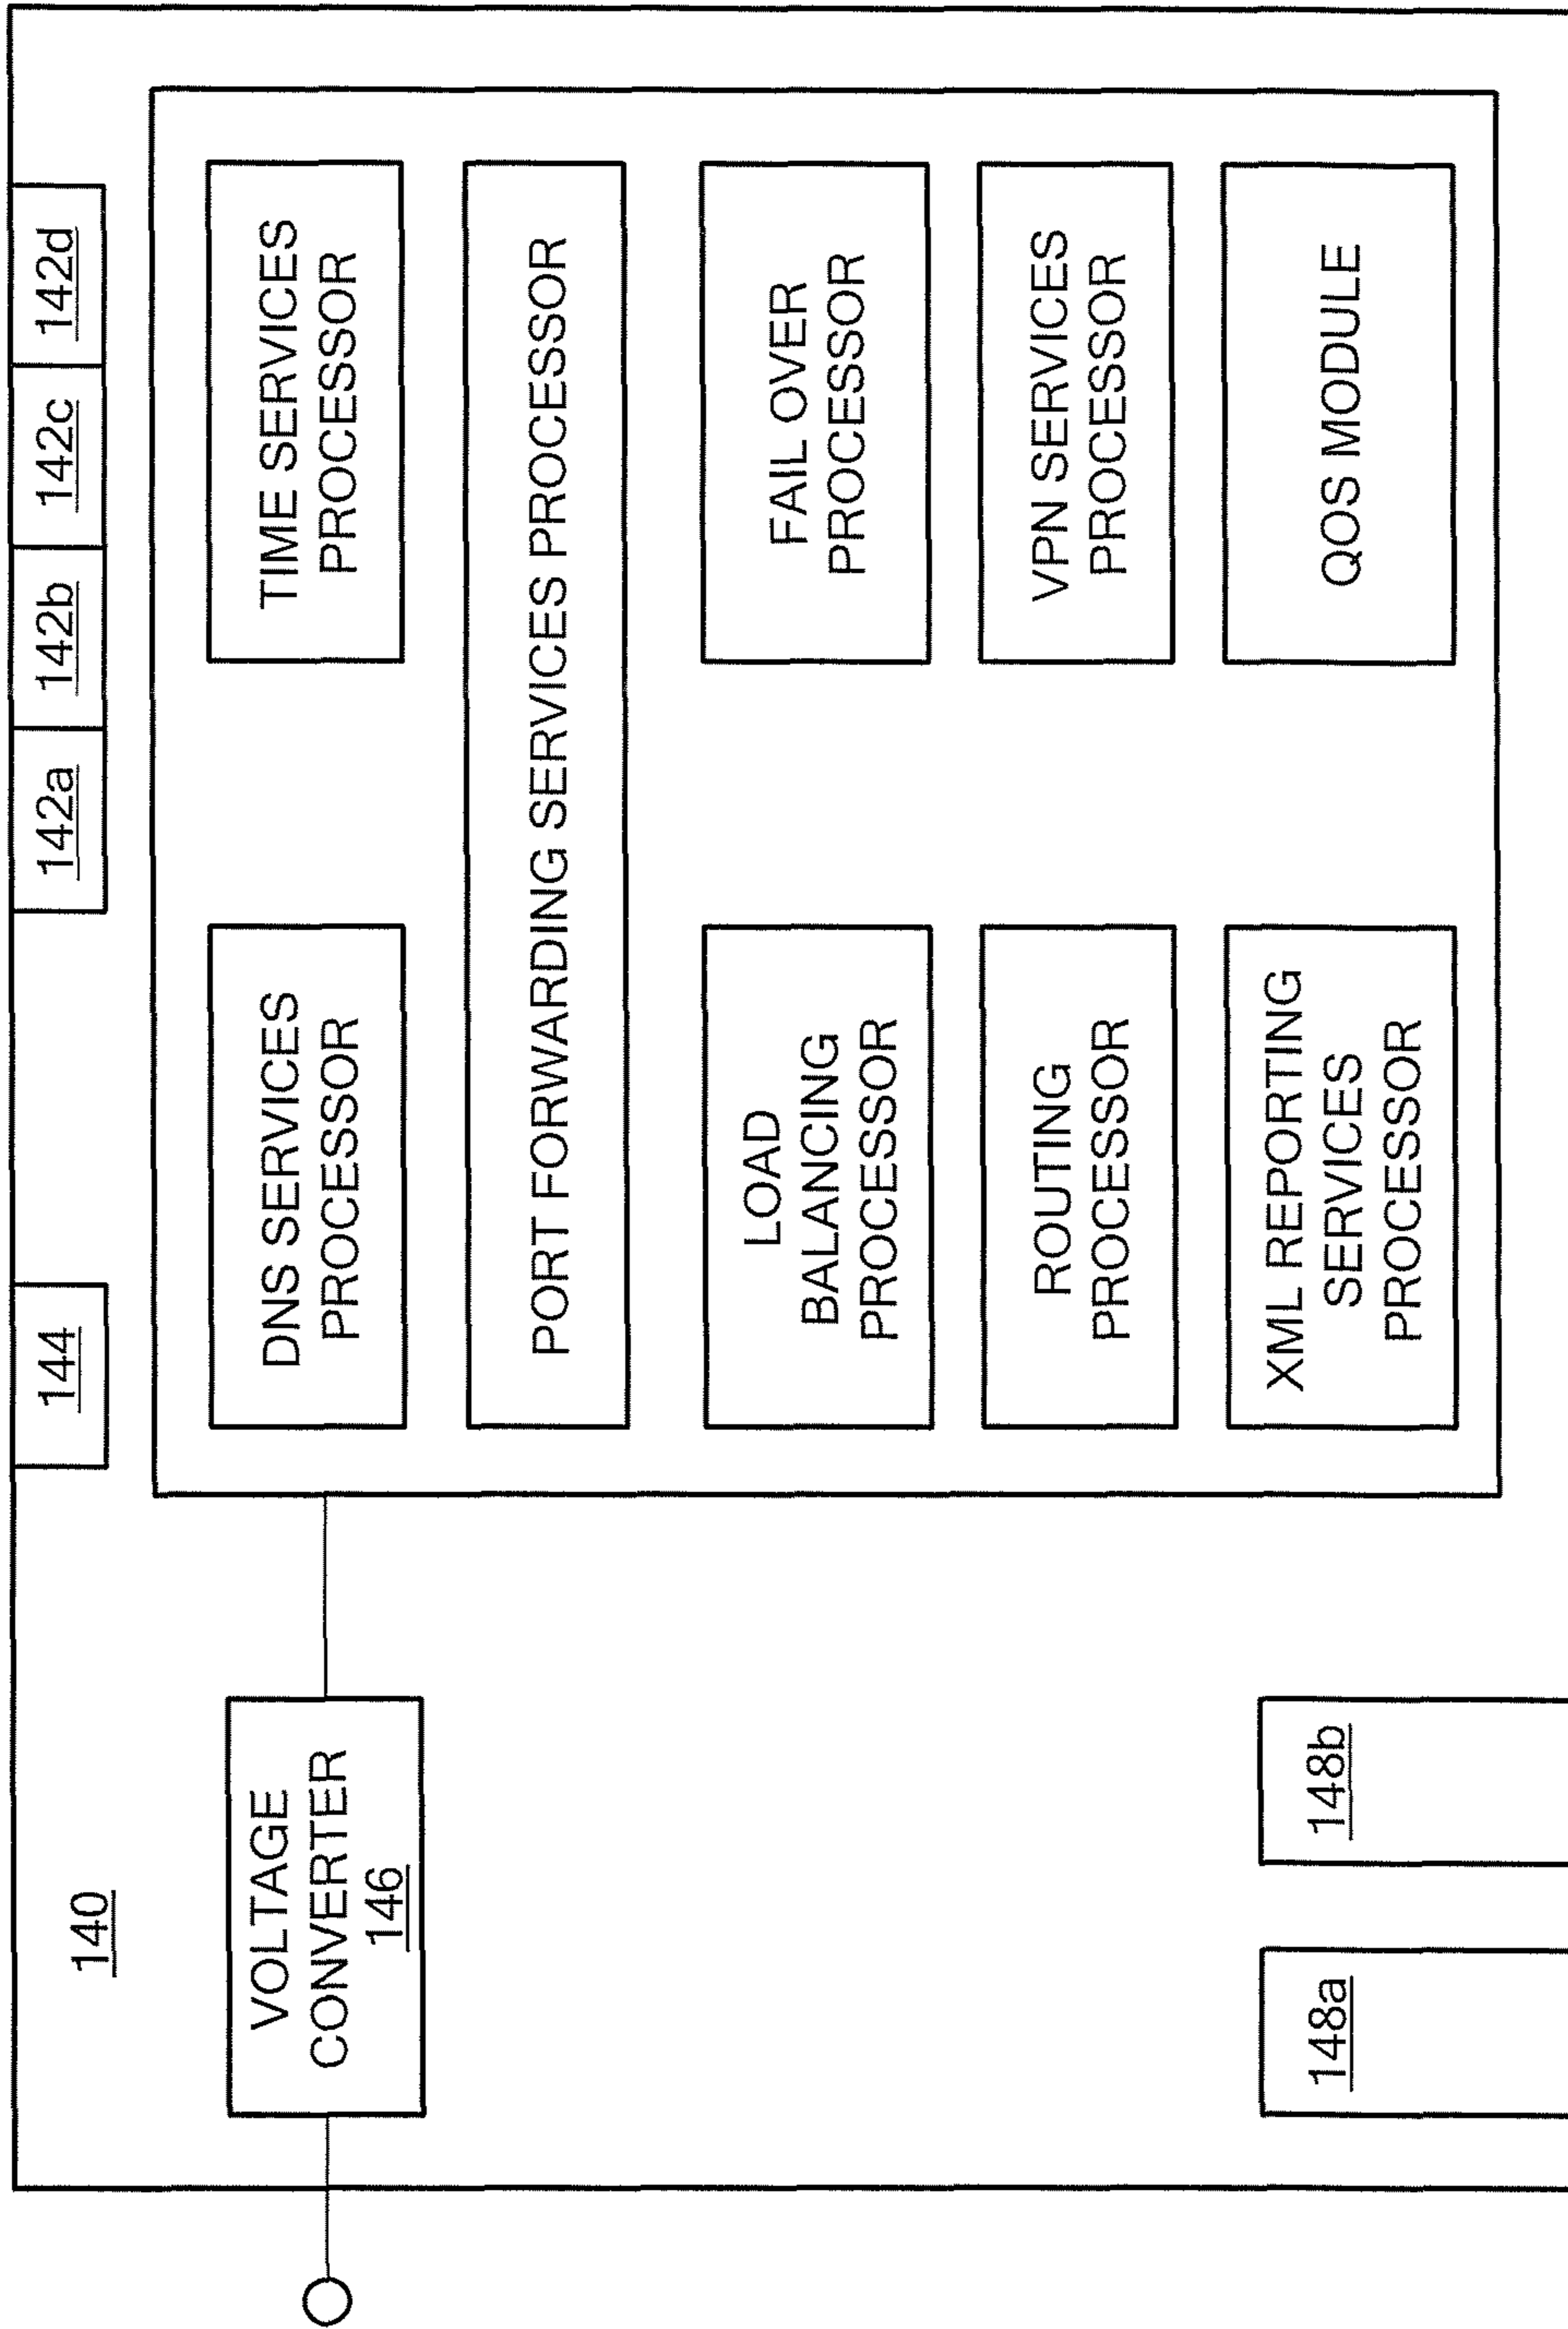 140
144
142a
142b
142c
142d
VOLTAGE
CONVERTER
146
DNS SERVICES
PROCESSOR
TIME SERVICES
PROCESSOR
PORT FORWARDING SERVICES PROCESSOR
LOAD
BALANCING
PROCESSOR
FAIL OVER
PROCESSOR
ROUTING
PROCESSOR
VPN SERVICES
PROCESSOR
XML REPORTING
SERVICES
PROCESSOR
QOS MODULE
148a
148b